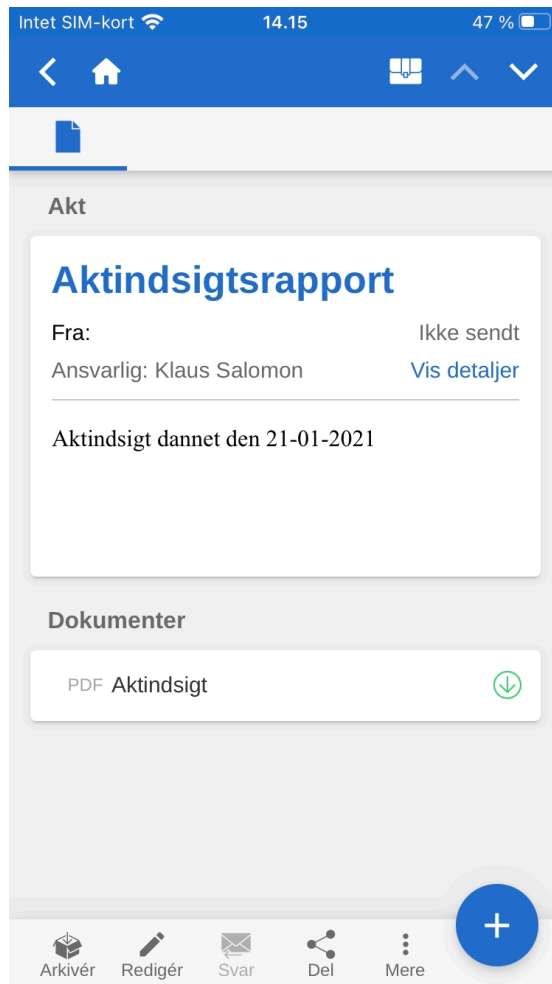 Intet SIM-kort 14.15 47 %
Akt
Aktindsigtsrapport
Fra: Ikke sendt
Ansvarlig: Klaus Salomon Vis detaljer
Aktindsigt dannet den 21-01-2021
Dokumenter
PDF Aktindsigt
Arkivér Redigér Svar Del Mere